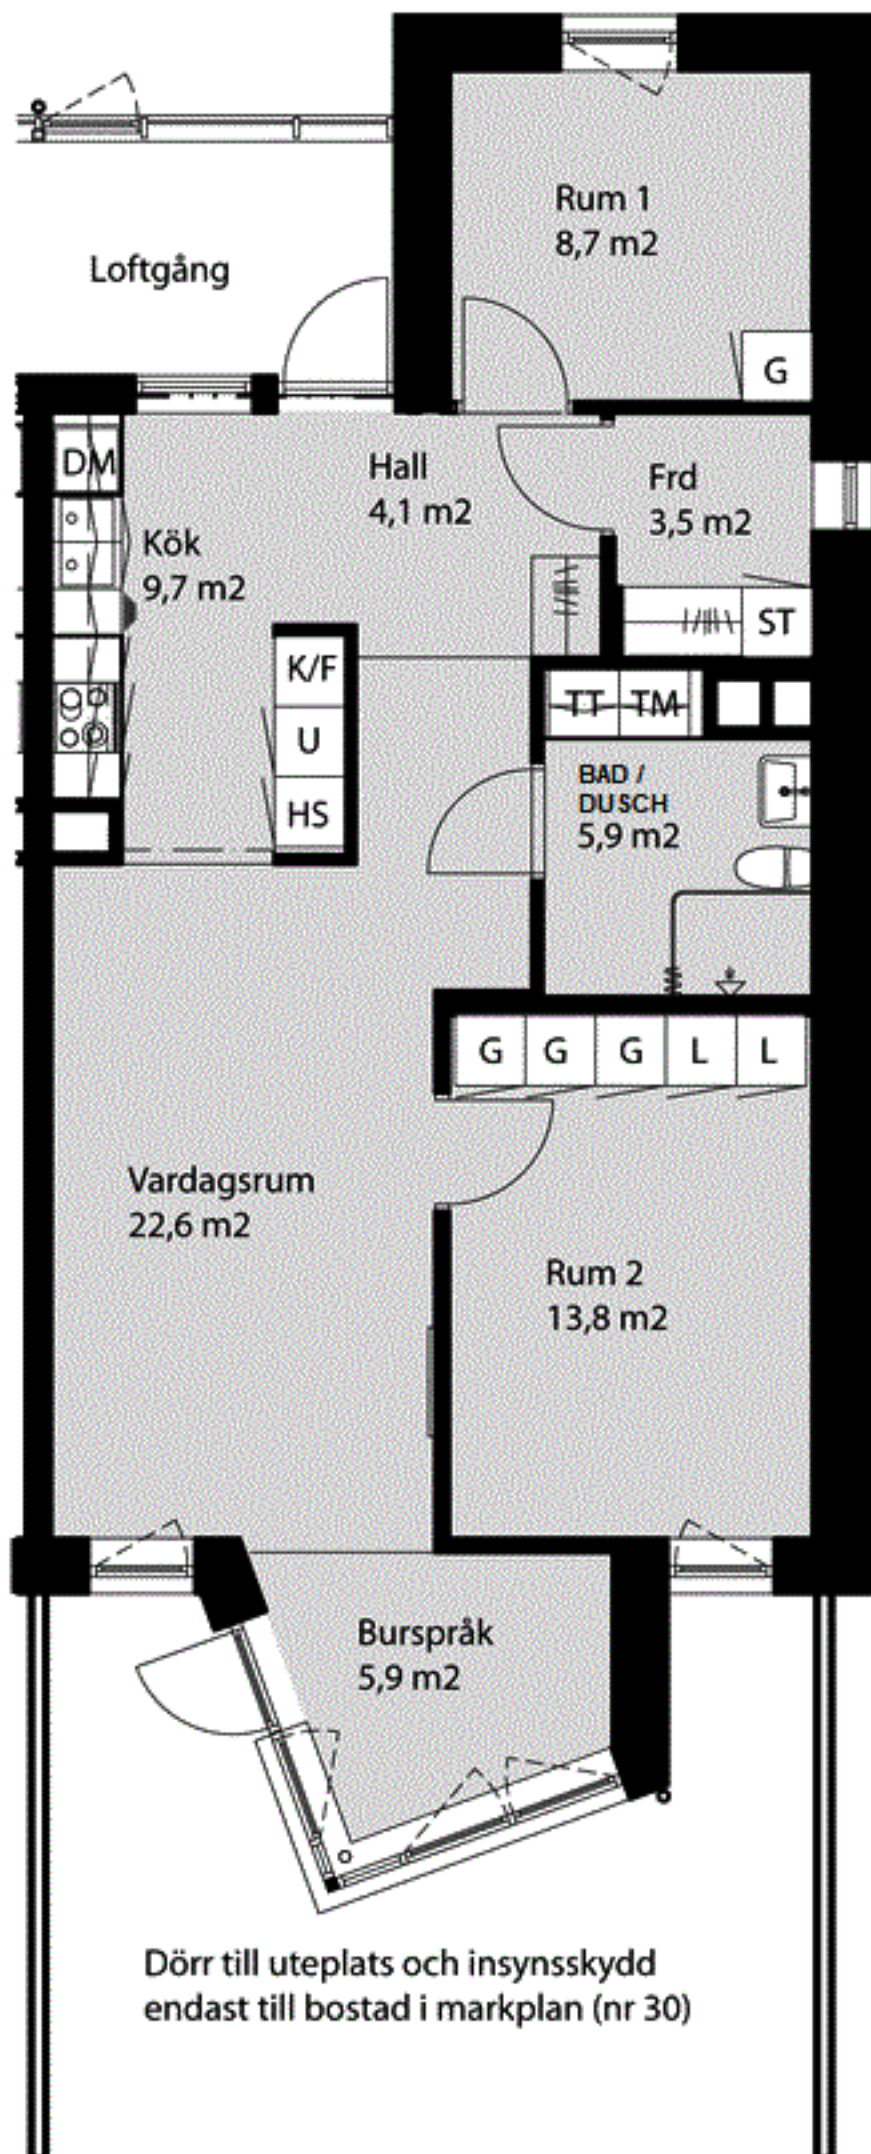 Rum 1
8,7 m2
Loftgång
G
DM
Hall
4,1 m2
Frd
3,5 m2
Kök
9,7 m2
ST
K/F
U
HS
TT TM
BAD /
DUSCH
5,9 m2
G G G L L
Vardagsrum
22,6 m2
Rum 2
13,8 m2
Burspråk
5,9 m2
Dörr till uteplats och insynsskydd
endast till bostad i markplan (nr 30)